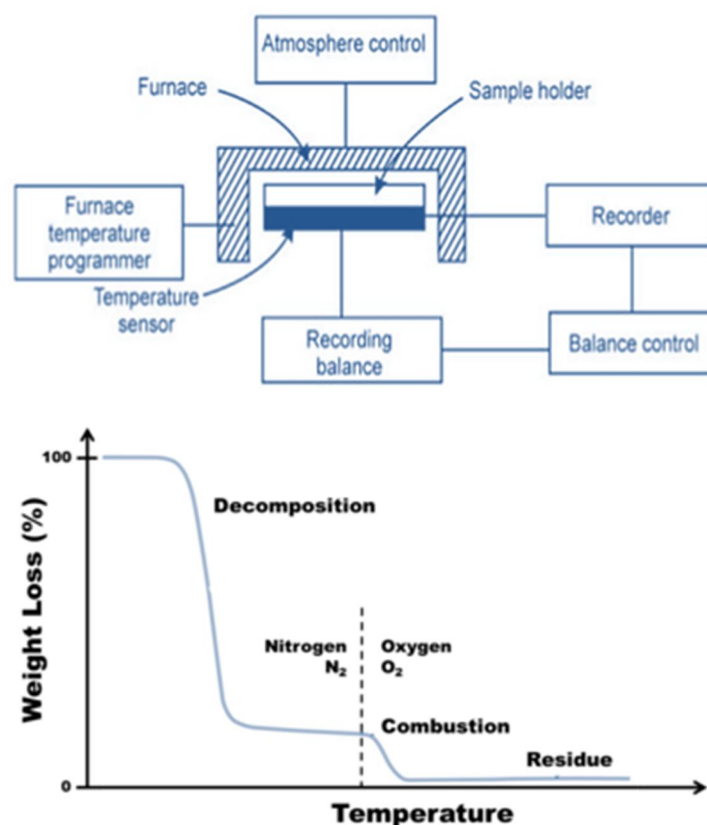 Atmosphere control
Furnace
Sample holder
Furnace
temperature
programmer
Recorder
Temperature
sensor
Recording
balance
Balance control
100
Decomposition
Weight Loss (%)
Nitrogen
N₂
Oxygen
O₂
Combustion
Residue
0
Temperature